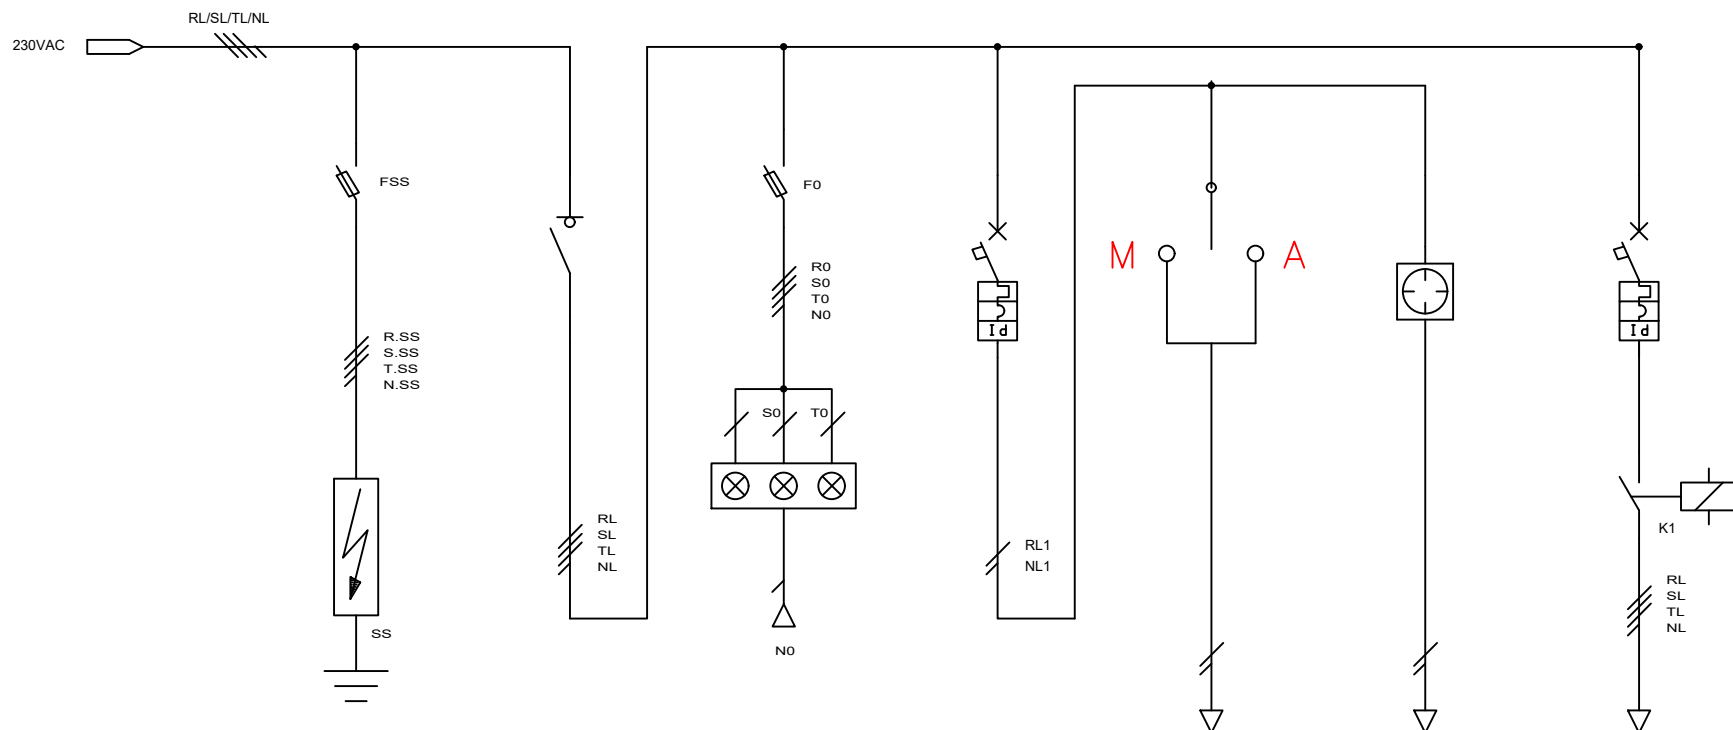 RL/SL/TL/NL
230VAC
FSS
F0
M
A
R0
S0
T0
N0
Id
Id
R.SS
S.SS
T.SS
N.SS
S0
T0
RL
SL
TL
NL
RL1
NL1
K1
RL
SL
TL
NL
SS
N0